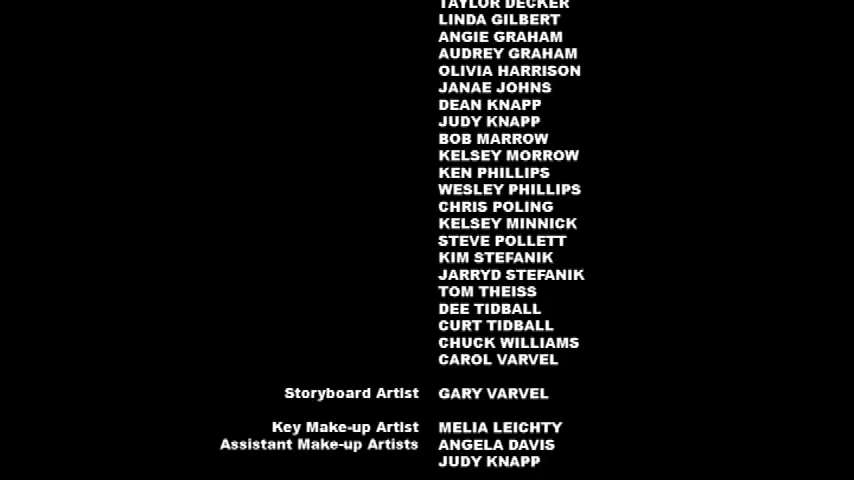 TAYLOR DECKER
LINDA GILBERT
ANGIE GRAHAM
AUDREY GRAHAM
OLIVIA HARRISON
JANAE JOHNS
DEAN KNAPP
JUDY KNAPP
BOB MARROW
KELSEY MORROW
KEN PHILLIPS
WESLEY PHILLIPS
CHRIS POLING
KELSEY MINNICK
STEVE POLLETT
KIM STEFANIK
JARRYD STEFANIK
TOM THEISS
DEE TIDBALL
CURT TIDBALL
CHUCK WILLIAMS
CAROL VARVEL
Storyboard Artist GARY VARVEL
Key Make-up Artist MELIA LEICHTY
Assistant Make-up Artists ANGELA DAVIS
JUDY KNAPP